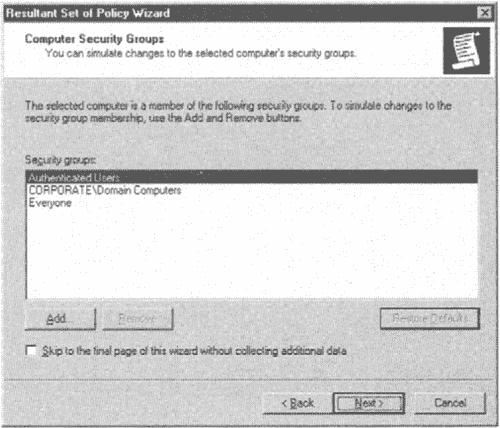 Resultant Set of Policy Wizard
Computer Security Groups
You can simulate changes to the selected computer's security groups.
The selected computer is a member of the following security groups. To simulate changes to the
security group membership, use the Add and Remove buttons.
Security groups:
Authenticated Users
CORPORATE\Domain Computers
Everyone
Add... Remove Restore Defaults
Skip to the final page of this wizard without collecting additional data
< Back Next > Cancel